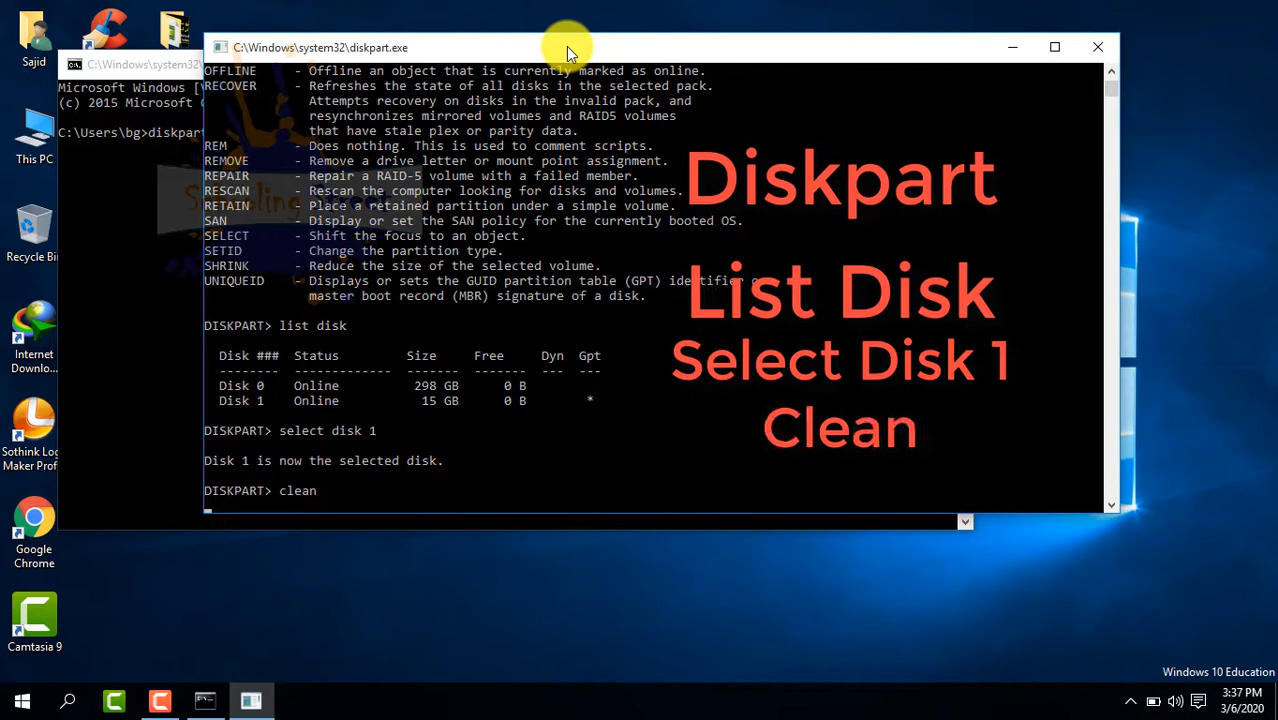 Sajid
This PC
Recycle Bi
Internet
Downlo...
Sothink Log
Maker Prof
Google
Chrome
Camtasia 9
C:\Windows\system32\
Microsoft Windows [
(c) 2015 Microsoft C
C:\Users\bg>diskpart
C:\Windows\system32\diskpart.exe
OFFLINE - Offline an object that is currently marked as online.
RECOVER - Refreshes the state of all disks in the selected pack.
Attempts recovery on disks in the invalid pack, and
resynchronizes mirrored volumes and RAID5 volumes
that have stale plex or parity data.
REM - Does nothing. This is used to comment scripts.
REMOVE - Remove a drive letter or mount point assignment.
REPAIR - Repair a RAID-5 volume with a failed member.
RESCAN - Rescan the computer looking for disks and volumes.
RETAIN - Place a retained partition under a simple volume.
SAN - Display or set the SAN policy for the currently booted OS.
SELECT - Shift the focus to an object.
SETID - Change the partition type.
SHRINK - Reduce the size of the selected volume.
UNIQUEID - Displays or sets the GUID partition table (GPT) identifier o
master boot record (MBR) signature of a disk.
DISKPART> list disk
Disk ### Status Size Free Dyn Gpt
-------- ------------- ------- ------- --- ---
Disk 0 Online 298 GB 0 B
Disk 1 Online 15 GB 0 B *
DISKPART> select disk 1
Disk 1 is now the selected disk.
DISKPART> clean
Diskpart
List Disk
Select Disk 1
Clean
Windows 10 Education
3:37 PM
3/6/2020